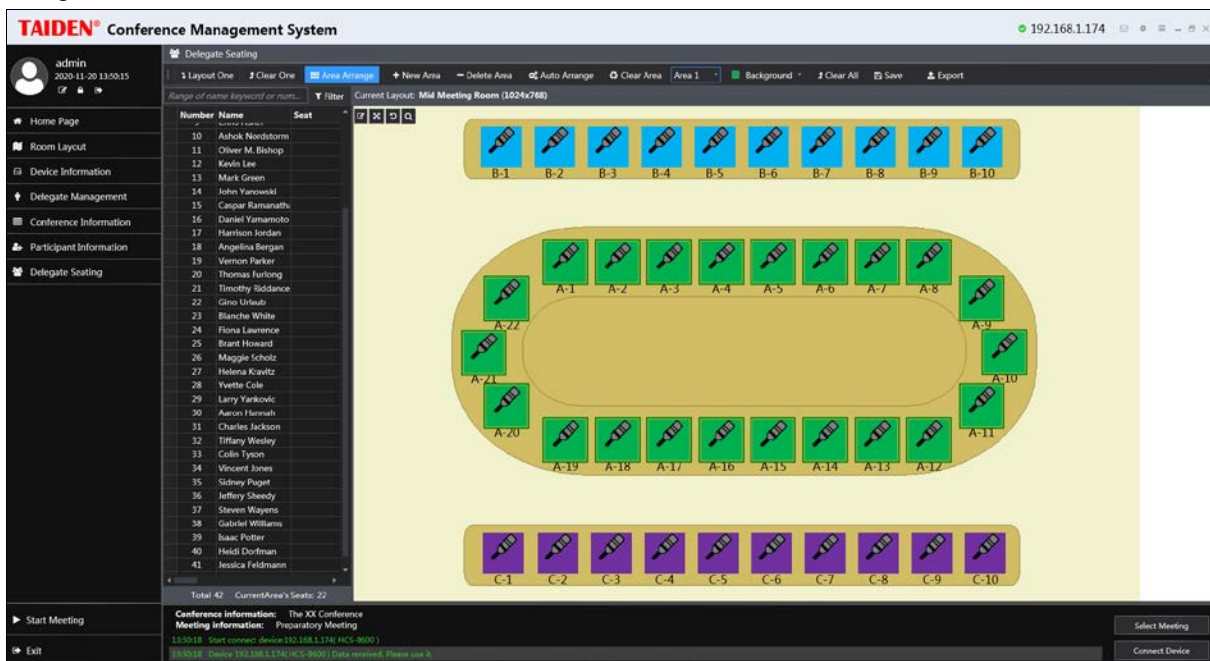 TAIDEN® Conference Management System
192.168.1.174
admin
2020-11-20 13:50:15
Home Page
Room Layout
Device Information
Delegate Management
Conference Information
Participant Information
Delegate Seating
Start Meeting
Exit
Delegate Seating
Layout One Clear One Area Arrange + New Area − Delete Area Auto Arrange Clear Area Area 1 Background Clear All Save Export
Range of name keyword or num... Filter
Current Layout: Mid Meeting Room (1024x768)
Number Name Seat
10 Ashok Nordstorm
11 Oliver M. Bishop
12 Kevin Lee
13 Mark Green
14 John Yanowski
15 Caspar Ramanath
16 Daniel Yamamoto
17 Harrison Jordan
18 Angelina Bergan
19 Vernon Parker
20 Thomas Furlong
21 Timothy Riddance
22 Gino Urleub
23 Blanche White
24 Fiona Lawrence
25 Brant Howard
26 Maggie Scholz
27 Helena Kravitz
28 Yvette Cole
29 Larry Yankovic
30 Aaron Hannah
31 Charles Jackson
32 Tiffany Wesley
33 Colin Tyson
34 Vincent Jones
35 Sidney Puget
36 Jeffery Sheedy
37 Steven Wayens
38 Gabriel Williams
39 Isaac Potter
40 Heidi Dorfman
41 Jessica Feldmann
Total 42 CurrentArea's Seats: 22
B-1 B-2 B-3 B-4 B-5 B-6 B-7 B-8 B-9 B-10
A-1 A-2 A-3 A-4 A-5 A-6 A-7 A-8
A-22 A-9
A-21 A-10
A-20 A-11
A-19 A-18 A-17 A-16 A-15 A-14 A-13 A-12
C-1 C-2 C-3 C-4 C-5 C-6 C-7 C-8 C-9 C-10
Conference information: The XX Conference
Meeting information: Preparatory Meeting
13:50:18 Start connect device:192.168.1.174( HCS-8600 )
13:50:18 Device 192.168.1.174( HCS-8600 ) Data received. Please use it.
Select Meeting
Connect Device